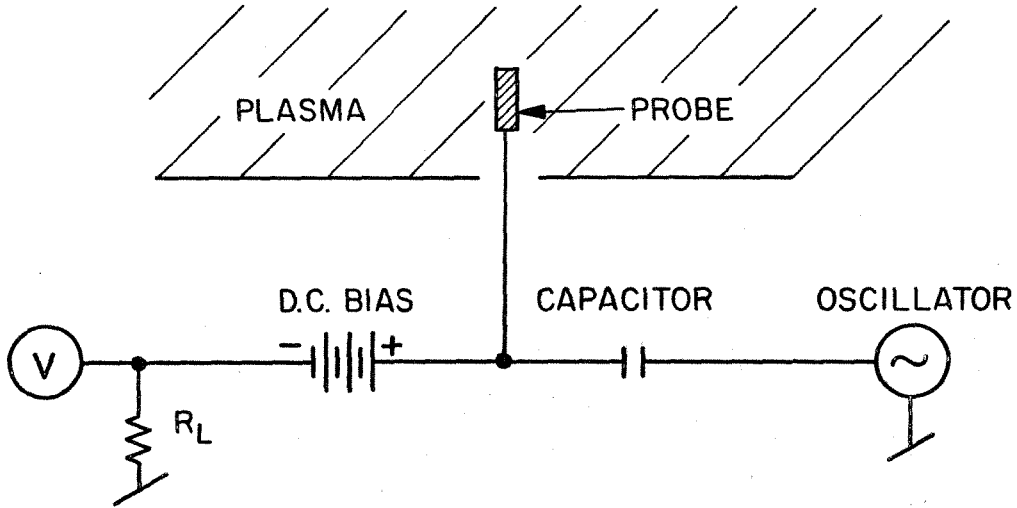 PLASMA
PROBE
D.C. BIAS
CAPACITOR
OSCILLATOR
- +
V
~
R_L